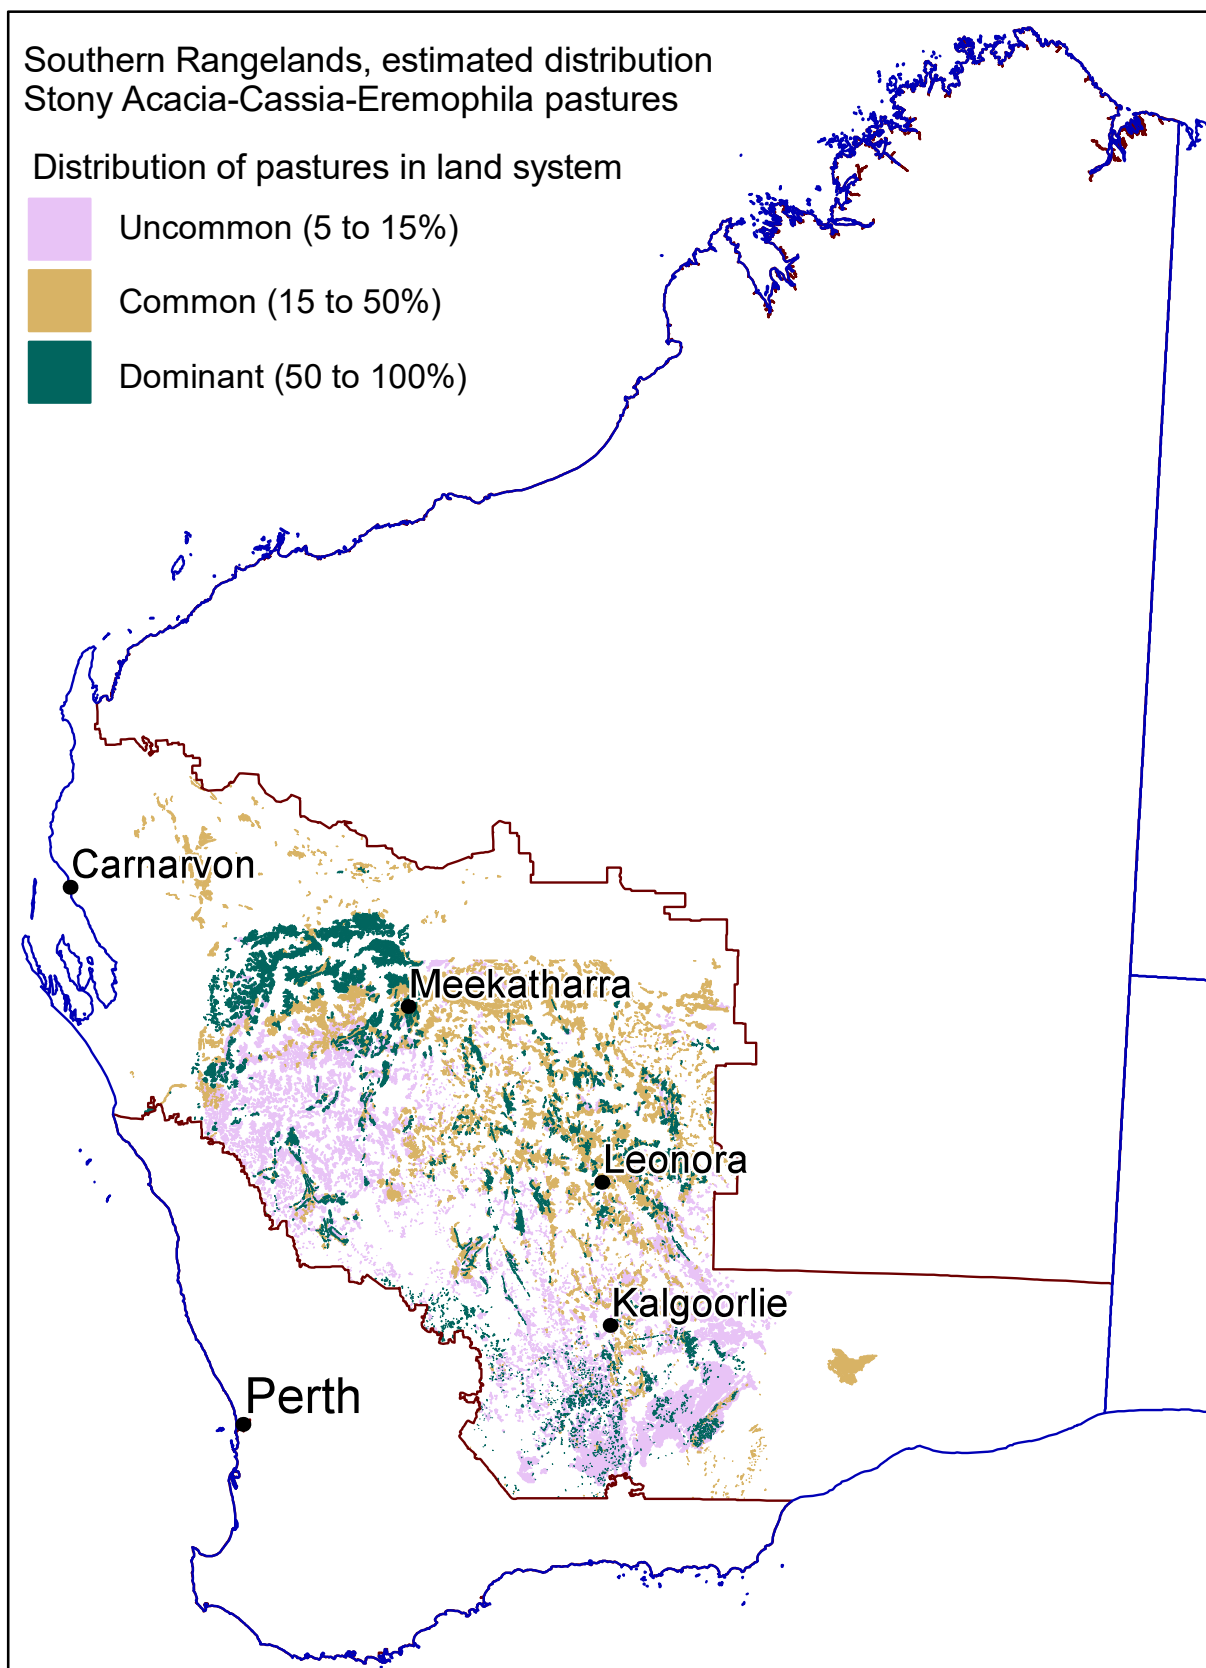 Southern Rangelands, estimated distribution
Stony Acacia-Cassia-Eremophila pastures
Distribution of pastures in land system
Uncommon (5 to 15%)
Common (15 to 50%)
Dominant (50 to 100%)
Carnarvon
Meekatharra
Leonora
Kalgoorlie
Perth